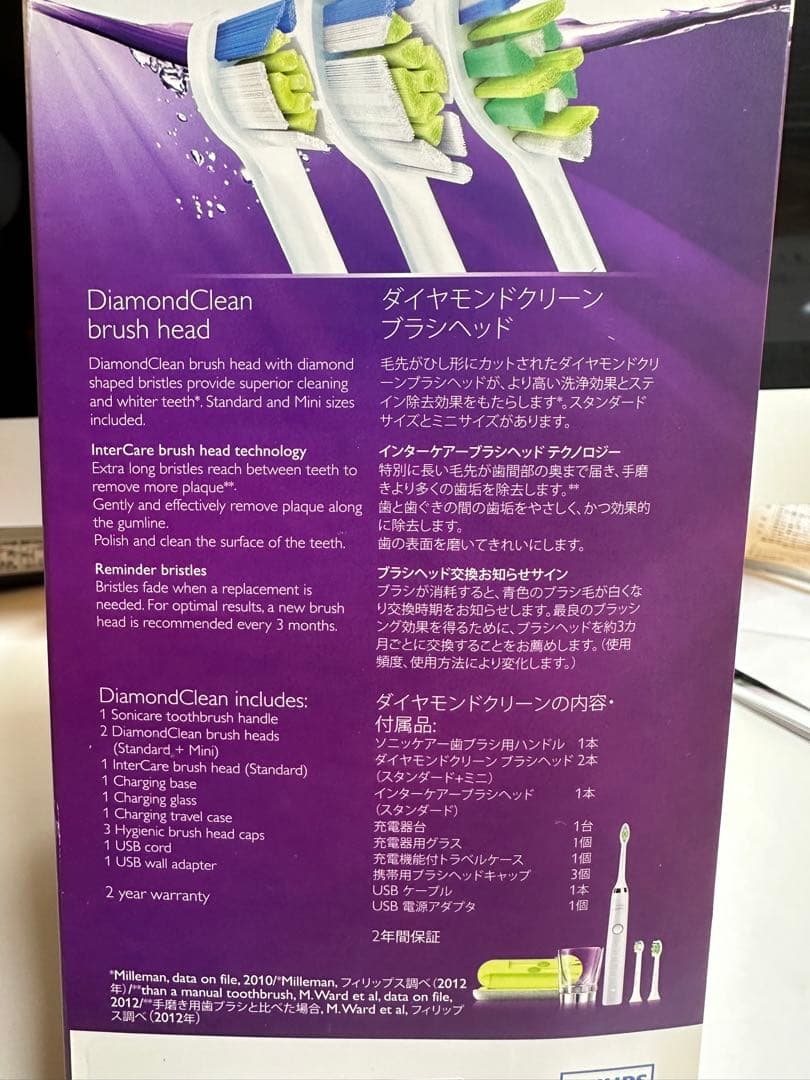 DiamondClean
brush head
DiamondClean brush head with diamond
shaped bristles provide superior cleaning
and whiter teeth*. Standard and Mini sizes
included.
InterCare brush head technology
Extra long bristles reach between teeth to
remove more plaque**.
Gently and effectively remove plaque along
the gumline.
Polish and clean the surface of the teeth.
Reminder bristles
Bristles fade when a replacement is
needed. For optimal results, a new brush
head is recommended every 3 months.
DiamondClean includes:
1 Sonicare toothbrush handle
2 DiamondClean brush heads
(Standard + Mini)
1 InterCare brush head (Standard)
1 Charging base
1 Charging glass
1 Charging travel case
3 Hygienic brush head caps
1 USB cord
1 USB wall adapter
2 year warranty
ダイヤモンドクリーン
ブラシヘッド
毛先がひし形にカットされたダイヤモンドクリ
ーンブラシヘッドが、より高い洗浄効果とステ
イン除去効果をもたらします*。スタンダード
サイズとミニサイズがあります。
インターケアーブラシヘッド テクノロジー
特別に長い毛先が歯間部の奥まで届き、手磨
きより多くの歯垢を除去します。**
歯と歯ぐきの間の歯垢をやさしく、かつ効果的
に除去します。
歯の表面を磨いてきれいにします。
ブラシヘッド交換お知らせサイン
ブラシが消耗すると、青色のブラシ毛が白くな
り交換時期をお知らせします。最良のブラッシ
ング効果を得るために、ブラシヘッドを約3カ
月ごとに交換することをお薦めします。（使用
頻度、使用方法により変化します。）
ダイヤモンドクリーンの内容・
付属品:
ソニッケアー歯ブラシ用ハンドル 1本
ダイヤモンドクリーン ブラシヘッド 2本
（スタンダード+ミニ）
インターケアーブラシヘッド 1本
（スタンダード）
充電器台 1台
充電器用グラス 1個
充電機能付トラベルケース 1個
携帯用ブラシヘッドキャップ 3個
USB ケーブル 1本
USB 電源アダプタ 1個
2年間保証
*Milleman, data on file, 2010/*Milleman, フィリップス調べ（2012
年）/**than a manual toothbrush, M.Ward et al, data on file,
2012/**手磨き用歯ブラシと比べた場合, M.Ward et al, フィリップ
ス調べ（2012年）